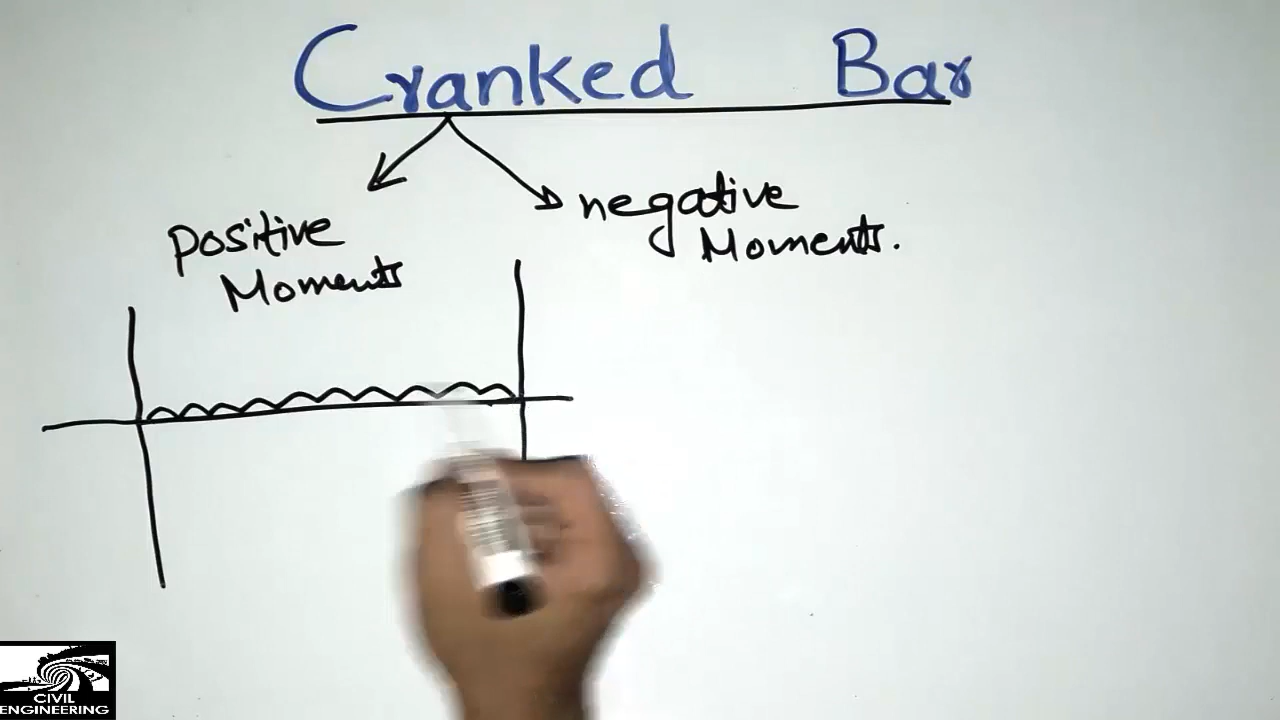 Cranked Bar
positive
Moments
negative
Moments.
CIVIL
ENGINEERING